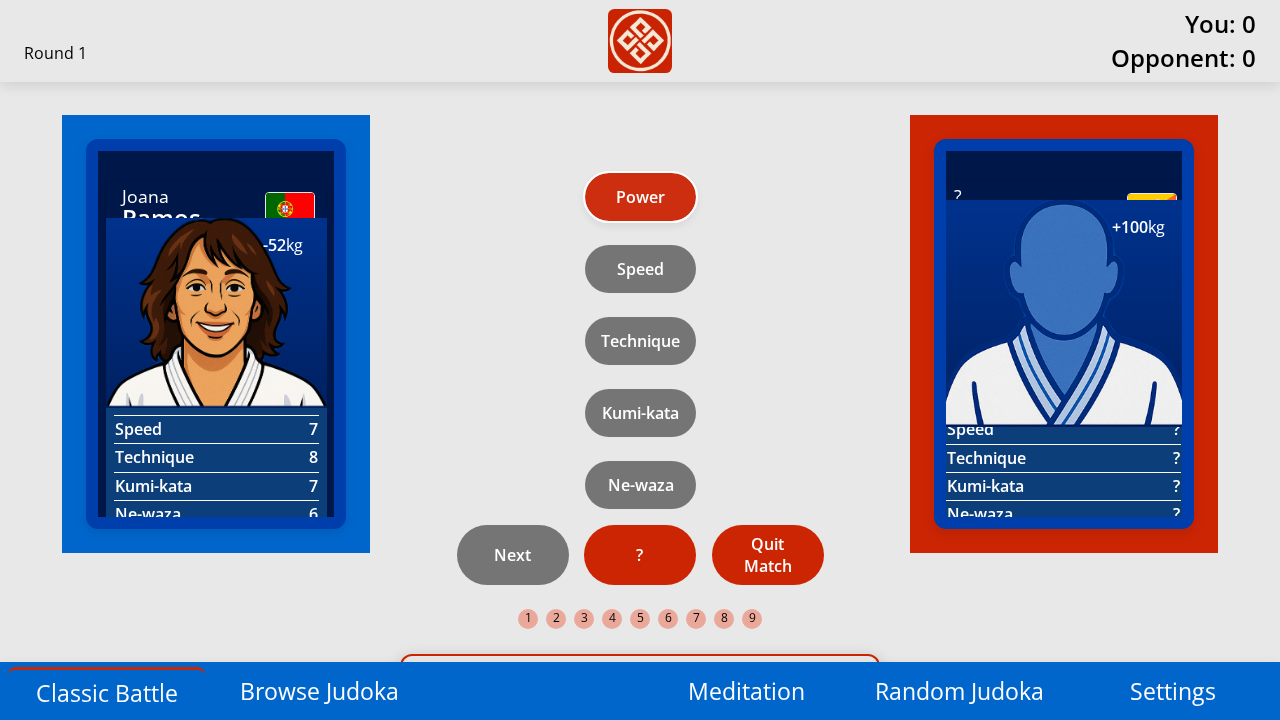 Round 1
You: 0
Opponent: 0
Joana
Ramos
-52kg
Speed 7
Technique 8
Kumi-kata 7
Ne-waza 6
Power
Speed
Technique
Kumi-kata
Ne-waza
Next
?
Quit
Match
1 2 3 4 5 6 7 8 9
?
+100kg
Speed ?
Technique ?
Kumi-kata ?
Ne-waza ?
Classic Battle
Browse Judoka
Meditation
Random Judoka
Settings